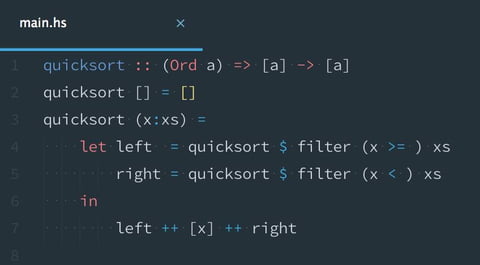 main.hs ×
1 quicksort :: (Ord a) => [a] -> [a]
2 quicksort [] = []
3 quicksort (x:xs) =
4     let left  = quicksort $ filter (x >= ) xs
5         right = quicksort $ filter (x < ) xs
6     in
7         left ++ [x] ++ right
8